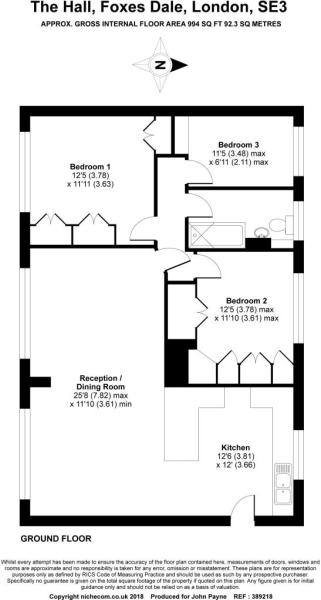 The Hall, Foxes Dale, London, SE3
APPROX. GROSS INTERNAL FLOOR AREA 994 SQ FT 92.3 SQ METRES
N
Bedroom 3
11'5 (3.48) max
x 6'11 (2.11) max
Bedroom 1
12'5 (3.78)
x 11'11 (3.63)
Bedroom 2
12'5 (3.78) max
x 11'10 (3.61) max
Reception /
Dining Room
25'8 (7.82) max
x 11'10 (3.61) min
Kitchen
12'6 (3.81)
x 12' (3.66)
GROUND FLOOR
Whilst every attempt has been made to ensure the accuracy of the floor plan contained here, measurements of doors, windows and
rooms are approximate and no responsibility is taken for any error, omission or misstatement. These plans are for representation
purposes only as defined by RICS Code of Measuring Practice and should be used as such by any prospective purchaser.
Specifically no guarantee is given on the total square footage of the property if quoted on this plan. Any figure given is for initial
guidance only and should not be relied on as a basis of valuation.
Copyright nichecom.co.uk 2018 Produced for John Payne REF : 389218